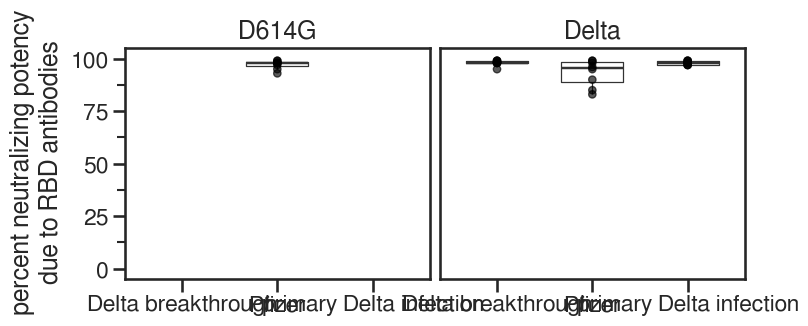 D614G
Delta
percent neutralizing potency
due to RBD antibodies
100
75
50
25
0
Delta breakthrough
Pfizer
primary Delta infection
Delta breakthrough
Pfizer
primary Delta infection